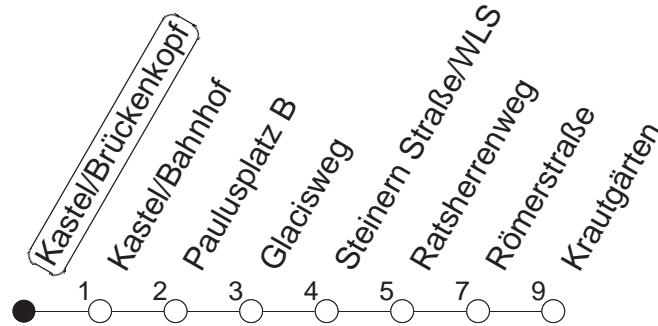 Kastel/Brückenkopf
Kastel/Bahnhof
Paulusplatz B
Glacisweg
Steinern Straße/WLS
Ratsherrenweg
Römerstraße
Krautgärten
1 2 3 4 5 7 9